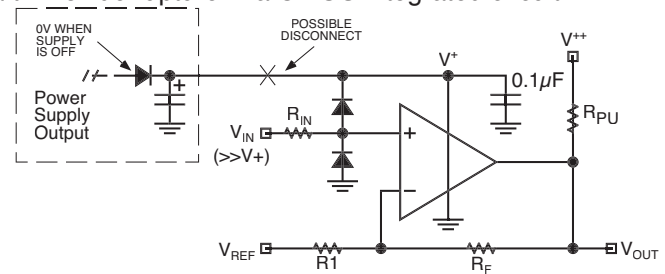 0V WHEN
SUPPLY
IS OFF
POSSIBLE
DISCONNECT
V++
V+
0.1µF
+
Power
Supply
Output
RIN
RPU
VIN
(>>V+)
+
−
VREF
R1
RF
VOUT